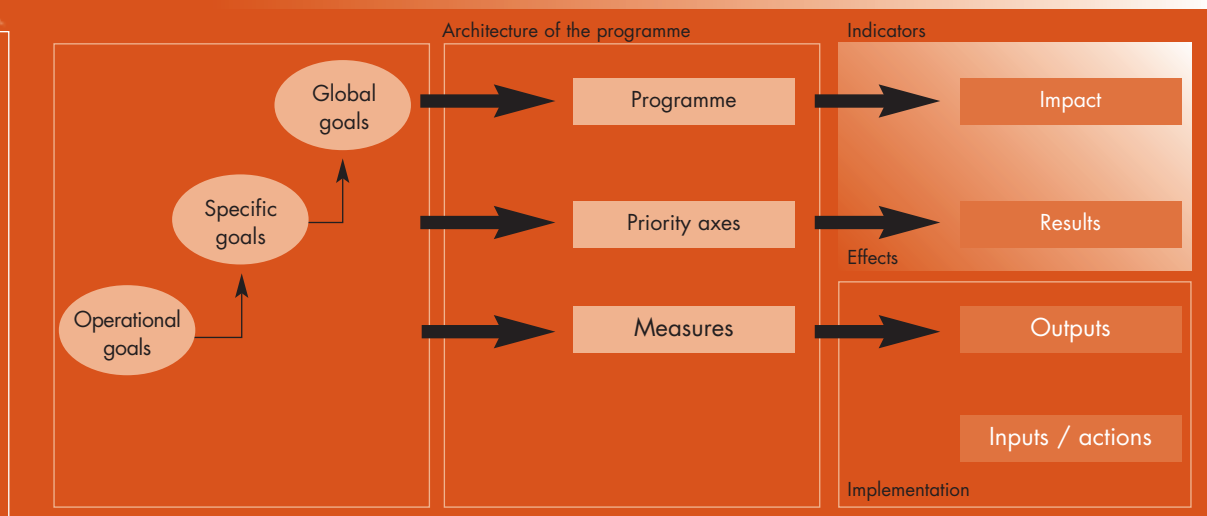 Architecture of the programme
Indicators
Global
goals
Programme
Impact
Specific
goals
Priority axes
Results
Effects
Operational
goals
Measures
Outputs
Inputs / actions
Implementation